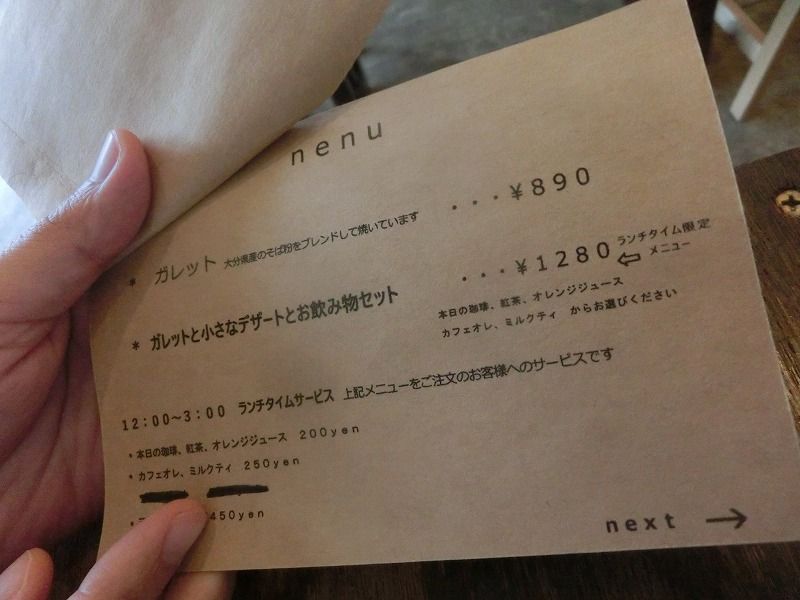 nenu
* ガレット 大分県産のそば粉をブレンドして焼いています ...¥890
* ガレットと小さなデザートとお飲み物セット ...¥1280 ⇦ ランチタイム限定
メニュー
本日の珈琲、紅茶、オレンジジュース
カフェオレ、ミルクティ からお選びください
12:00～3:00 ランチタイムサービス 上記メニューをご注文のお客様へのサービスです
*本日の珈琲、紅茶、オレンジジュース 200yen
*カフェオレ、ミルクティ 250yen
450yen
next →